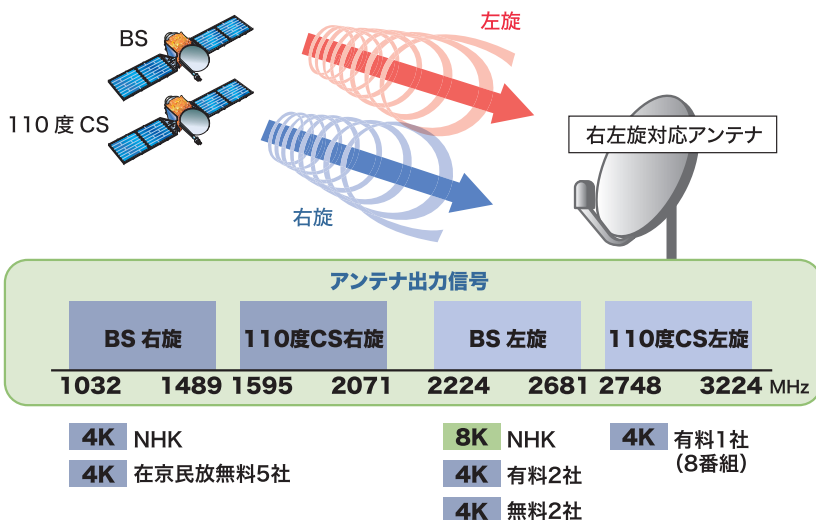 BS
左旋
110度CS
右左旋対応アンテナ
右旋
アンテナ出力信号
BS 右旋
110度CS右旋
BS 左旋
110度CS左旋
1032 1489 1595 2071 2224 2681 2748 3224 MHz
4K NHK
4K 在京民放無料5社
8K NHK
4K 有料2社
4K 無料2社
4K 有料1社
(8番組)